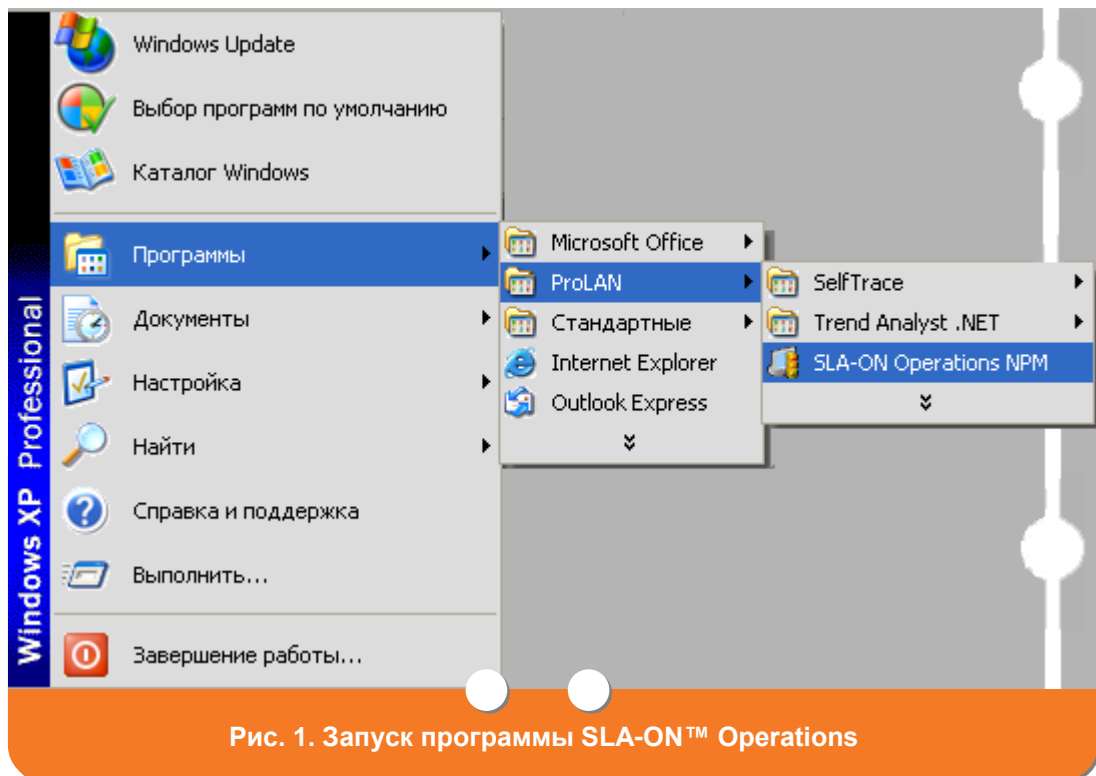 Windows Update
Выбор программ по умолчанию
Каталог Windows
Программы
Документы
Настройка
Найти
Справка и поддержка
Выполнить...
Завершение работы...
Windows XP Professional
Microsoft Office
ProLAN
Стандартные
Internet Explorer
Outlook Express
SelfTrace
Trend Analyst .NET
SLA-ON Operations NPM
Рис. 1. Запуск программы SLA-ON™ Operations